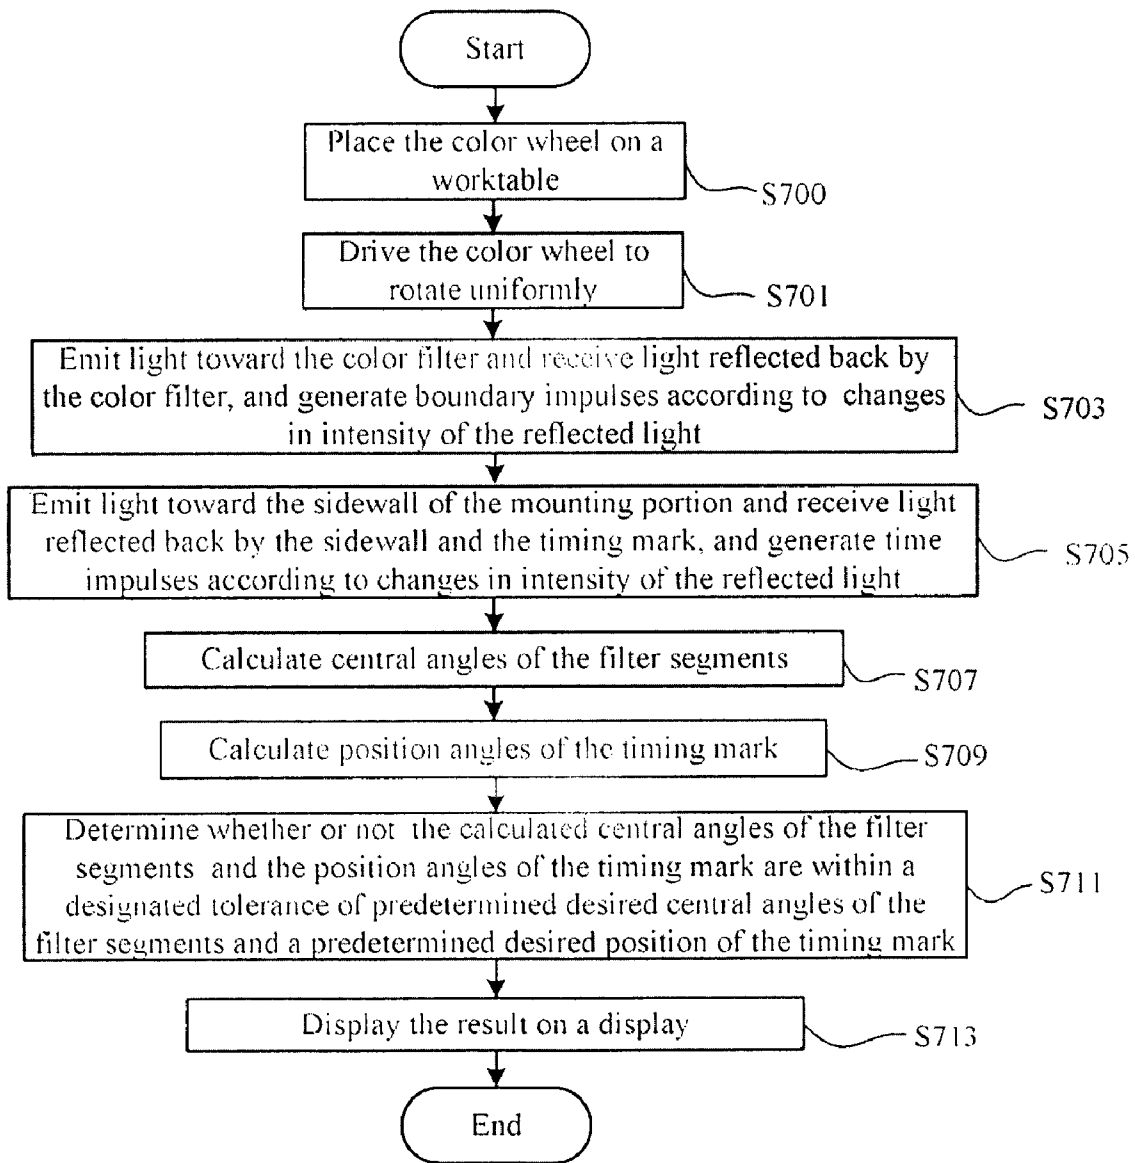 Start
Place the color wheel on a
worktable
S700
Drive the color wheel to
rotate uniformly
S701
Emit light toward the color filter and receive light reflected back by
the color filter, and generate boundary impulses according to changes
in intensity of the reflected light
S703
Emit light toward the sidewall of the mounting portion and receive light
reflected back by the sidewall and the timing mark, and generate time
impulses according to changes in intensity of the reflected light
S705
Calculate central angles of the filter segments
S707
Calculate position angles of the timing mark
S709
Determine whether or not the calculated central angles of the filter
segments and the position angles of the timing mark are within a
designated tolerance of predetermined desired central angles of the
filter segments and a predetermined desired position of the timing mark
S711
Display the result on a display
S713
End